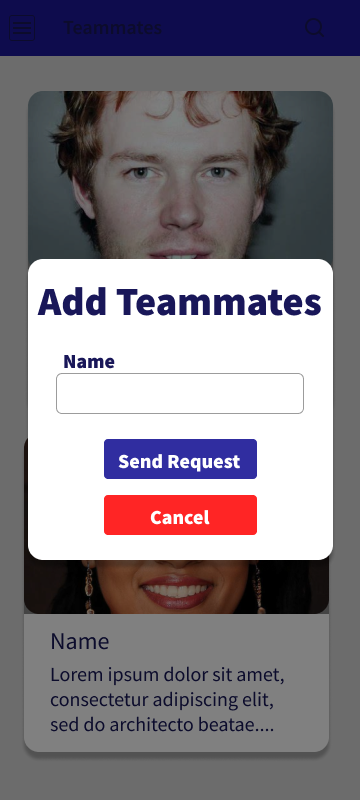 Teammates
Add Teammates
Name
Send Request
Cancel
Name
Lorem ipsum dolor sit amet,
consectetur adipiscing elit,
sed do architecto beatae....